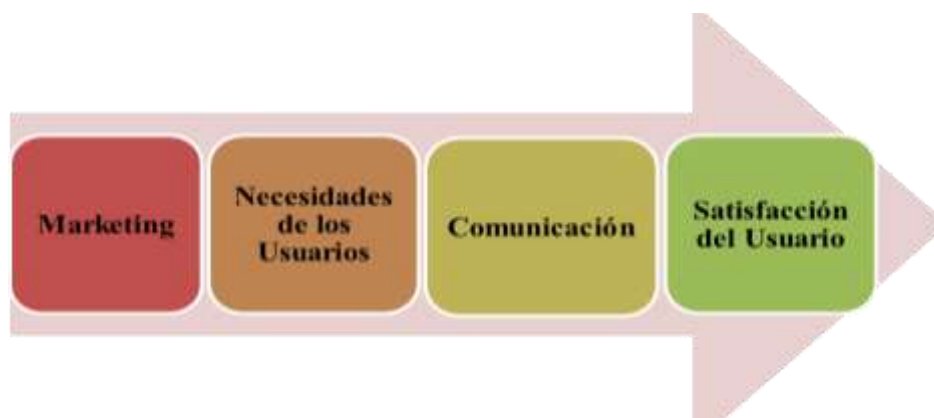 Marketing
Necesidades
de los
Usuarios
Comunicación
Satisfacción
del Usuario